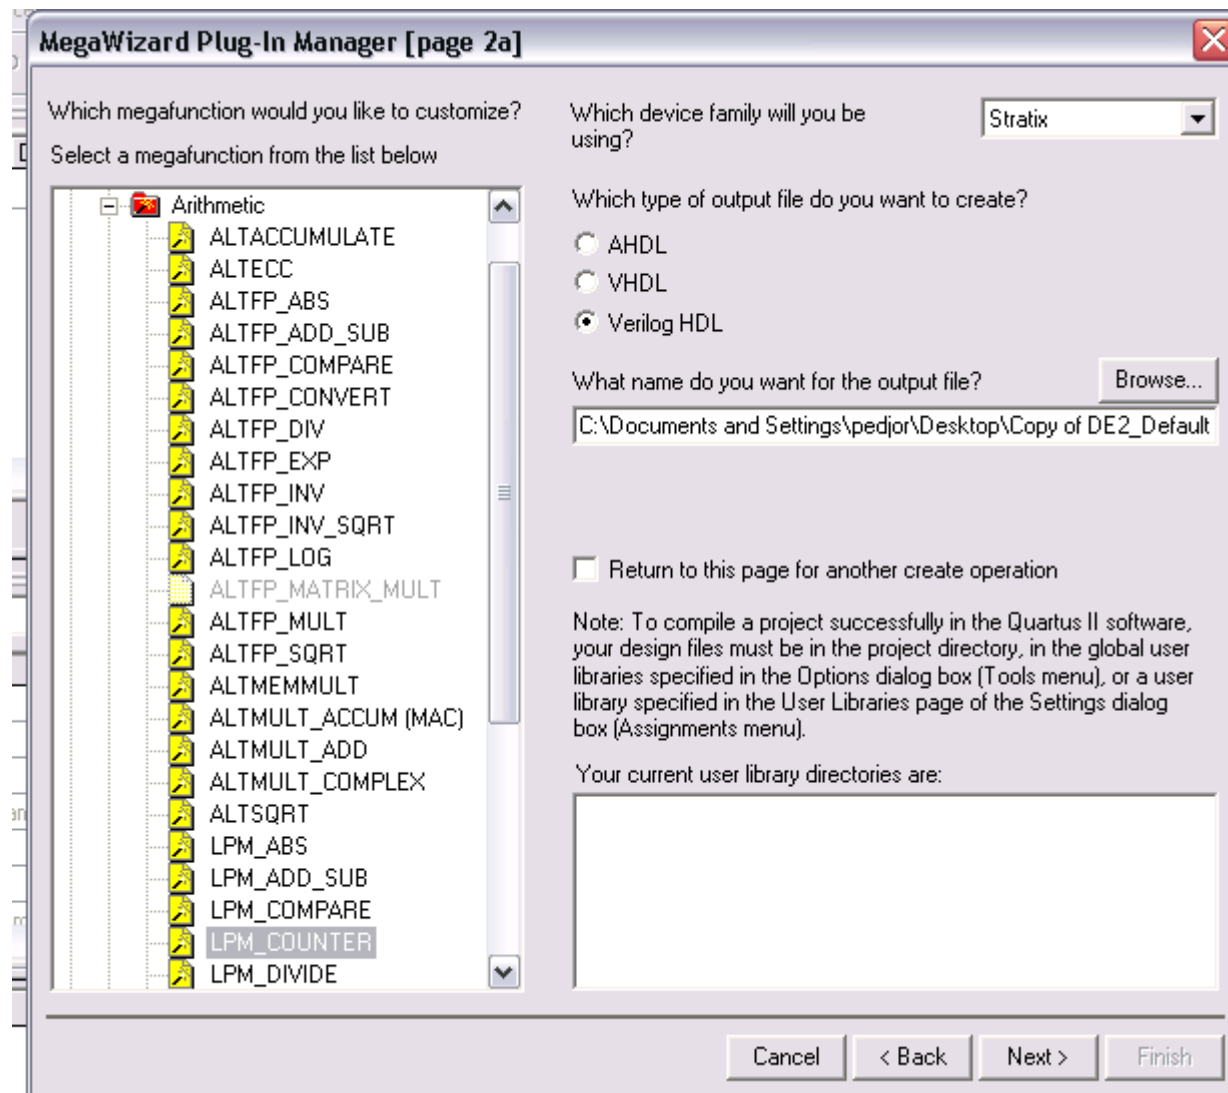 MegaWizard Plug-In Manager [page 2a]
Which megafunction would you like to customize?
Select a megafunction from the list below
Arithmetic
ALTACCUMULATE
ALTECC
ALTFP_ABS
ALTFP_ADD_SUB
ALTFP_COMPARE
ALTFP_CONVERT
ALTFP_DIV
ALTFP_EXP
ALTFP_INV
ALTFP_INV_SQRT
ALTFP_LOG
ALTFP_MATRIX_MULT
ALTFP_MULT
ALTFP_SQRT
ALTMEMMULT
ALTMULT_ACCUM (MAC)
ALTMULT_ADD
ALTMULT_COMPLEX
ALTSQRT
LPM_ABS
LPM_ADD_SUB
LPM_COMPARE
LPM_COUNTER
LPM_DIVIDE
Which device family will you be
using?
Stratix
Which type of output file do you want to create?
AHDL
VHDL
Verilog HDL
What name do you want for the output file?
Browse...
C:\Documents and Settings\pedjor\Desktop\Copy of DE2_Default
Return to this page for another create operation
Note: To compile a project successfully in the Quartus II software,
your design files must be in the project directory, in the global user
libraries specified in the Options dialog box (Tools menu), or a user
library specified in the User Libraries page of the Settings dialog
box (Assignments menu).
Your current user library directories are:
Cancel
< Back
Next >
Finish